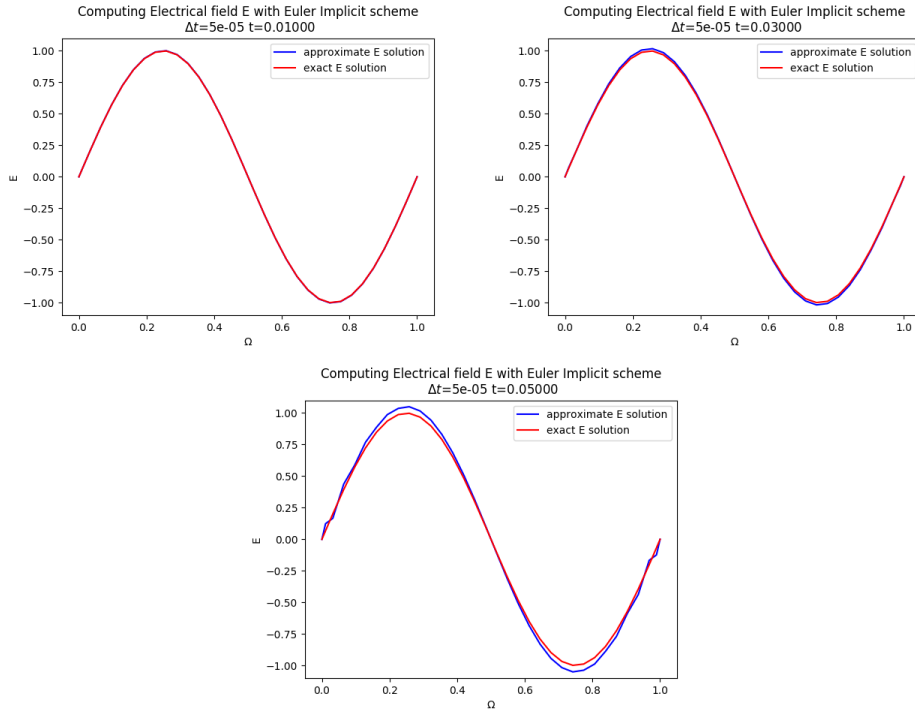 Computing Electrical field E with Euler Implicit scheme
Δt=5e-05 t=0.01000
1.00
0.75
0.50
0.25
0.00
−0.25
−0.50
−0.75
−1.00
E
approximate E solution
exact E solution
0.0 0.2 0.4 0.6 0.8 1.0
Ω
Computing Electrical field E with Euler Implicit scheme
Δt=5e-05 t=0.03000
1.00
0.75
0.50
0.25
0.00
−0.25
−0.50
−0.75
−1.00
E
approximate E solution
exact E solution
0.0 0.2 0.4 0.6 0.8 1.0
Ω
Computing Electrical field E with Euler Implicit scheme
Δt=5e-05 t=0.05000
1.00
0.75
0.50
0.25
0.00
−0.25
−0.50
−0.75
−1.00
E
approximate E solution
exact E solution
0.0 0.2 0.4 0.6 0.8 1.0
Ω